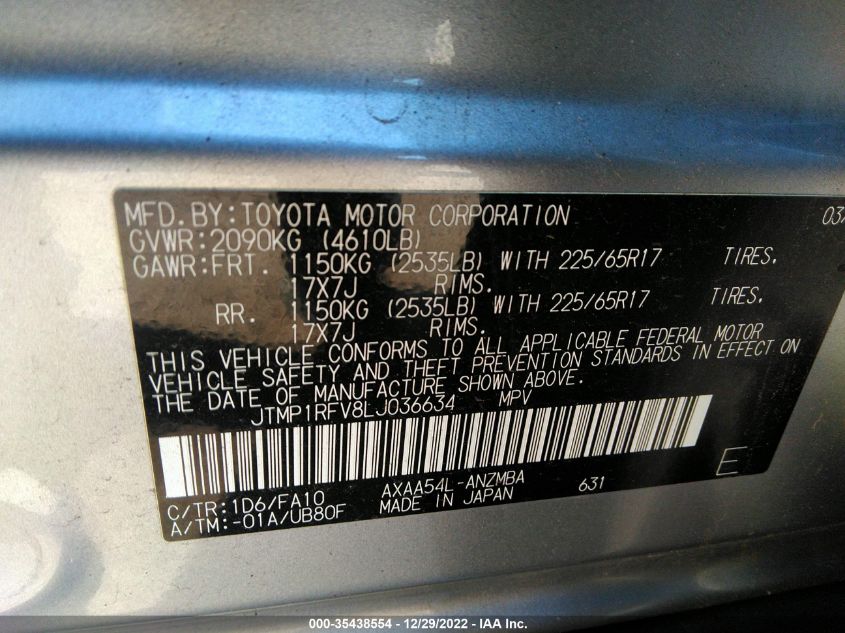 MFD.BY:TOYOTA MOTOR CORPORATION 03/
GVWR:2090KG (4610LB)
GAWR:FRT. 1150KG (2535LB) WITH 225/65R17 TIRES.
17X7J RIMS.
RR. 1150KG (2535LB) WITH 225/65R17 TIRES.
17X7J RIMS.
THIS VEHICLE CONFORMS TO ALL APPLICABLE FEDERAL MOTOR
VEHICLE SAFETY AND THEFT PREVENTION STANDARDS IN EFFECT ON
THE DATE OF MANUFACTURE SHOWN ABOVE.
JTMP1RFV8LJ036634 MPV
C/TR:1D6/FA10 AXAA54L-ANZMBA 631 E
A/TM:-01A/UB80F MADE IN JAPAN
000-35438554 - 12/29/2022 - IAA Inc.